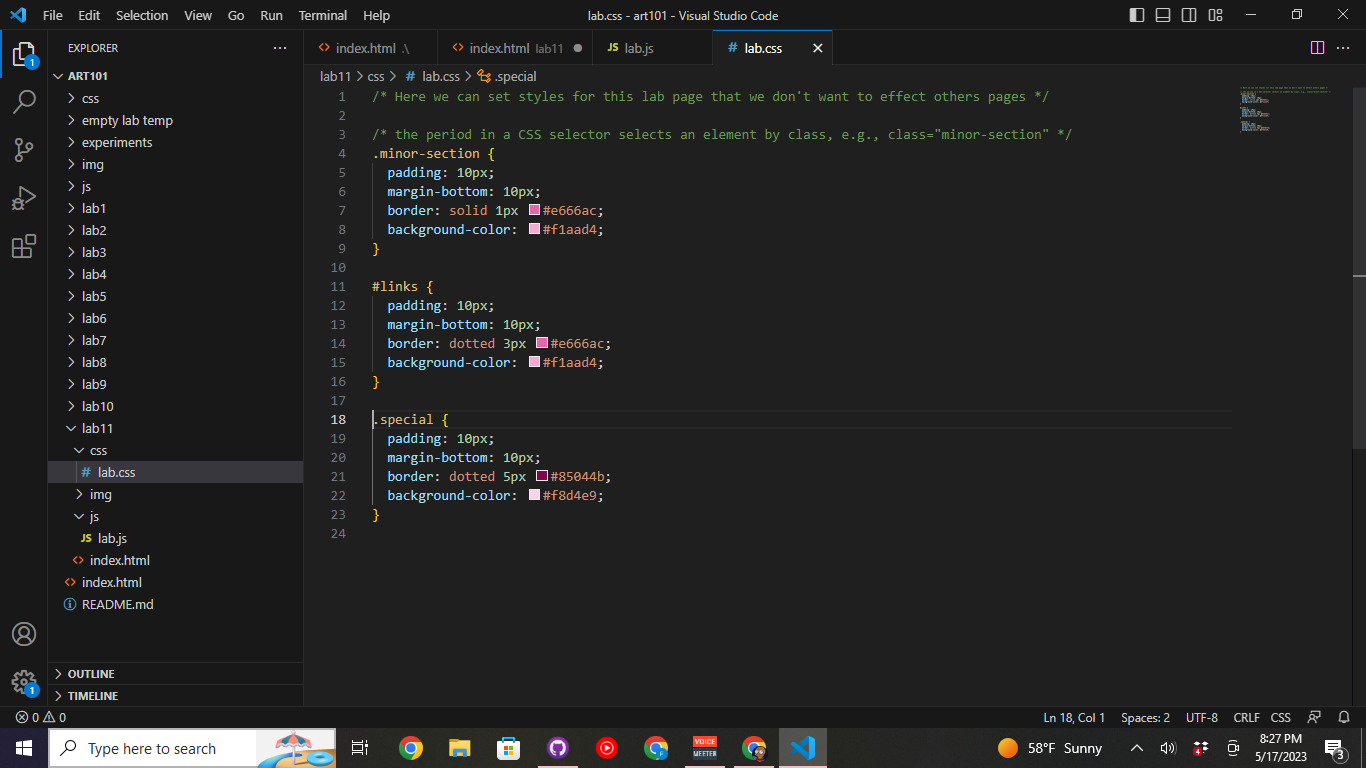 File Edit Selection View Go Run Terminal Help
lab.css - art101 - Visual Studio Code
EXPLORER
index.html .\
index.html lab11
JS lab.js
# lab.css
ART101
lab11 > css > # lab.css > .special
css
empty lab temp
experiments
img
js
lab1
lab2
lab3
lab4
lab5
lab6
lab7
lab8
lab9
lab10
lab11
css
# lab.css
img
js
JS lab.js
index.html
index.html
README.md
OUTLINE
TIMELINE
1
1
1 /* Here we can set styles for this lab page that we don't want to effect others pages */
2
3 /* the period in a CSS selector selects an element by class, e.g., class="minor-section" */
4 .minor-section {
5 padding: 10px;
6 margin-bottom: 10px;
7 border: solid 1px #e666ac;
8 background-color: #f1aad4;
9 }
10
11 #links {
12 padding: 10px;
13 margin-bottom: 10px;
14 border: dotted 3px #e666ac;
15 background-color: #f1aad4;
16 }
17
18 .special {
19 padding: 10px;
20 margin-bottom: 10px;
21 border: dotted 5px #85044b;
22 background-color: #f8d4e9;
23 }
24
0 0
Ln 18, Col 1 Spaces: 2 UTF-8 CRLF CSS
Type here to search
VOICE
MEETER
58°F Sunny
4
8:27 PM
5/17/2023
3